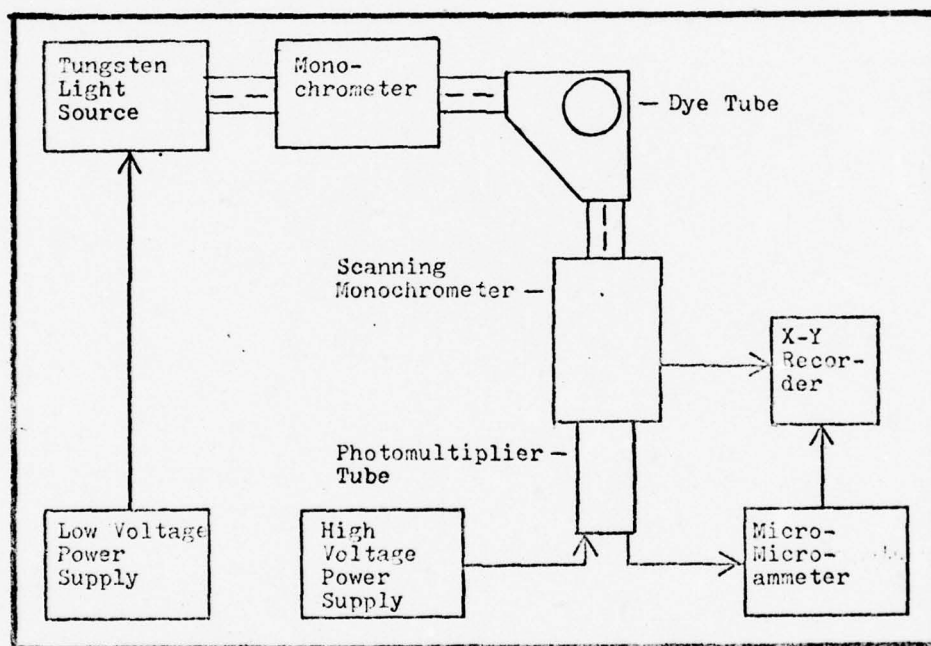 Tungsten
Light
Source
Mono-
chrometer
Dye Tube
Scanning
Monochrometer
X-Y
Recor-
der
Photomultiplier
Tube
Low Voltage
Power
Supply
High
Voltage
Power
Supply
Micro-
Micro-
ammeter